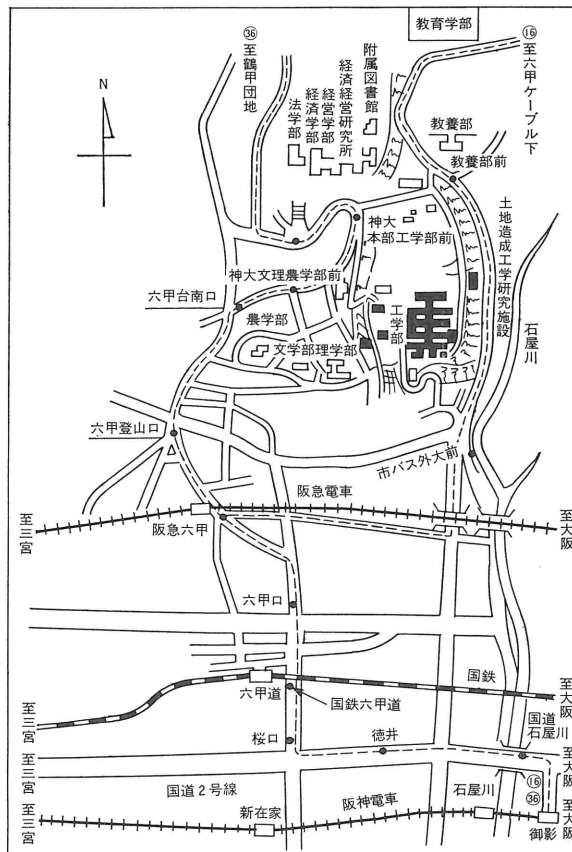 教育学部
⑯至六甲ケーブル下
㊱至鶴甲団地
附属図書館
経済経営研究所
経営学部
経済学部
法学部
N
教養部
教養部前
土地造成工学研究施設
石屋川
神大
本部工学部前
神大文理農学部前
六甲台南口
農学部
工学部
文学部理学部
六甲登山口
市バス外大前
阪急電車
至三宮
至大阪
阪急六甲
六甲口
国鉄
至大阪
六甲道
国鉄六甲道
至三宮
国道石屋川
桜口
徳井
至三宮
至大阪
国道2号線
⑯
㊱
石屋川
阪神電車
新在家
至三宮
至大阪
御影